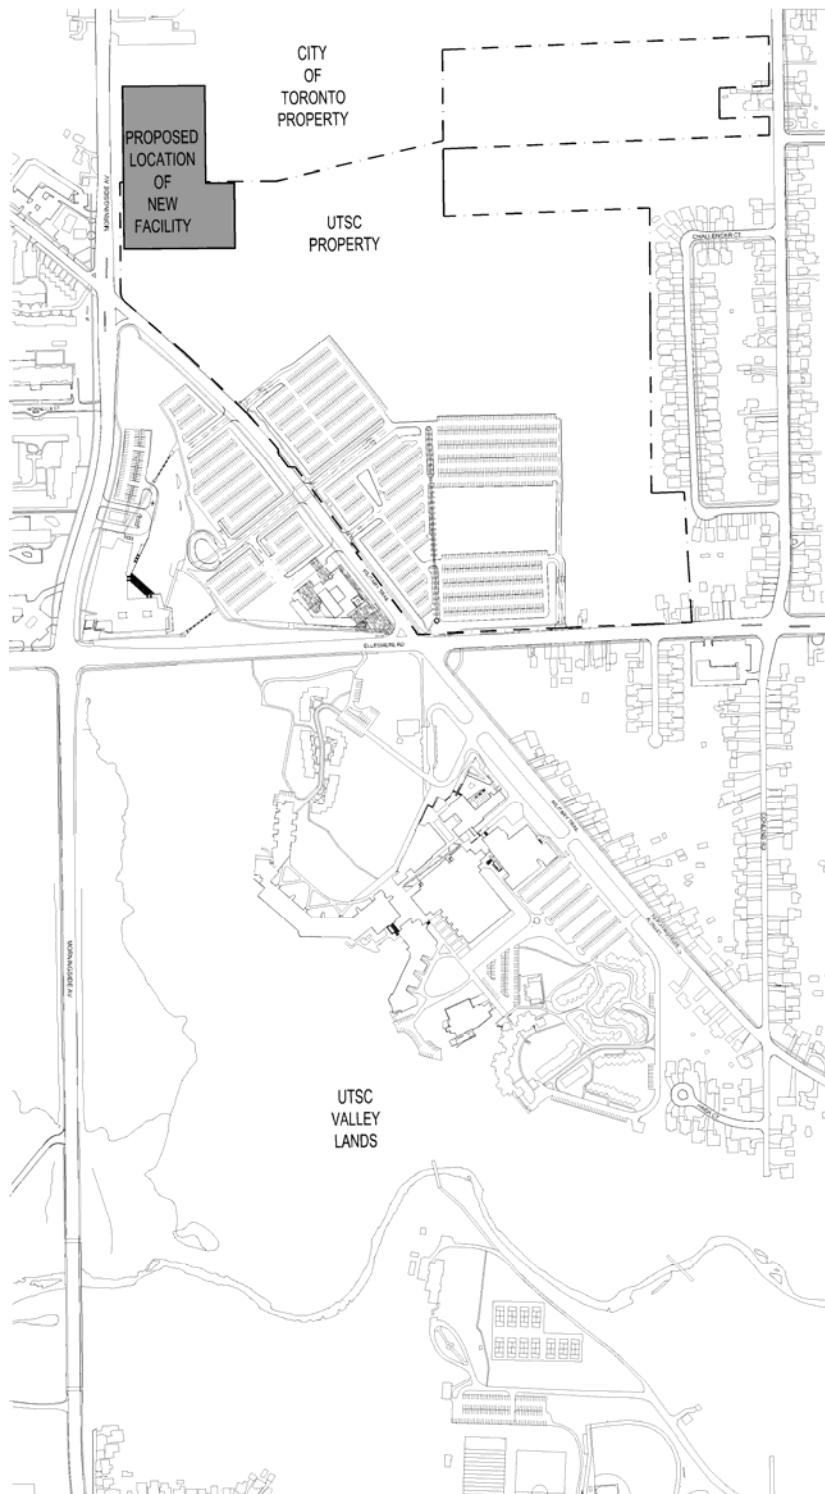 CITY
OF
TORONTO
PROPERTY
PROPOSED
LOCATION
OF
NEW
FACILITY
MORNINGSIDE AV
UTSC
PROPERTY
CHALLENGER CT
ELLESMERE RD
MORNINGSIDE AV
UTSC
VALLEY
LANDS